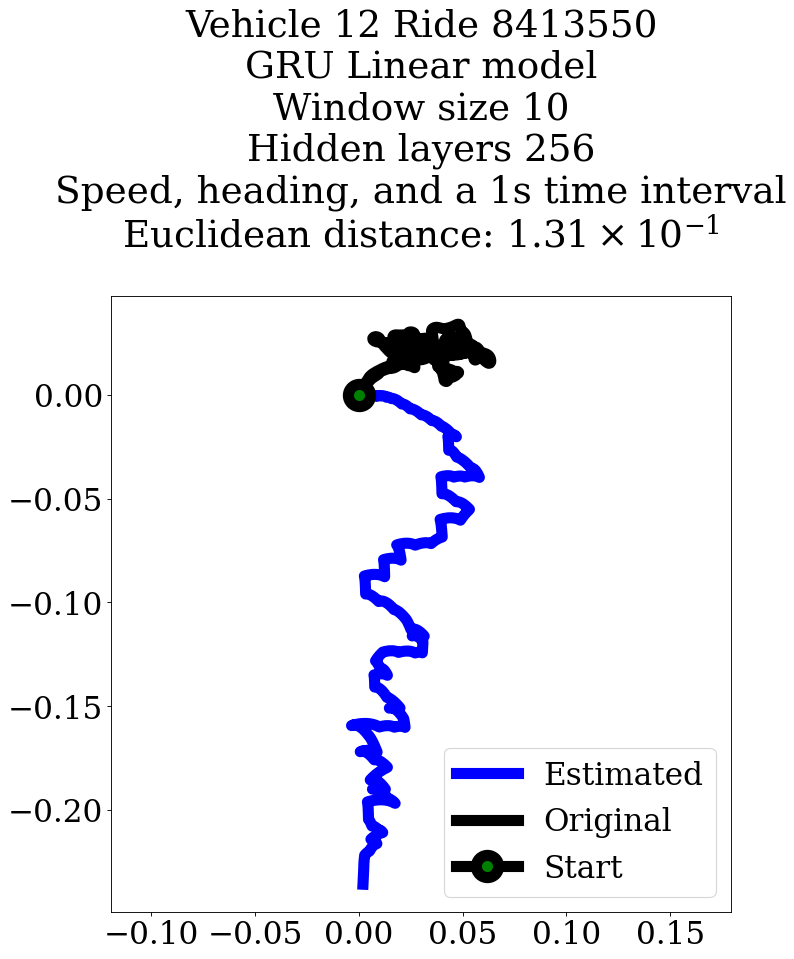 Vehicle 12 Ride 8413550
GRU Linear model
Window size 10
Hidden layers 256
Speed, heading, and a 1s time interval
Euclidean distance: 1.31 × 10⁻¹
0.00
−0.05
−0.10
−0.15
−0.20
Estimated
Original
Start
−0.10 −0.05 0.00 0.05 0.10 0.15